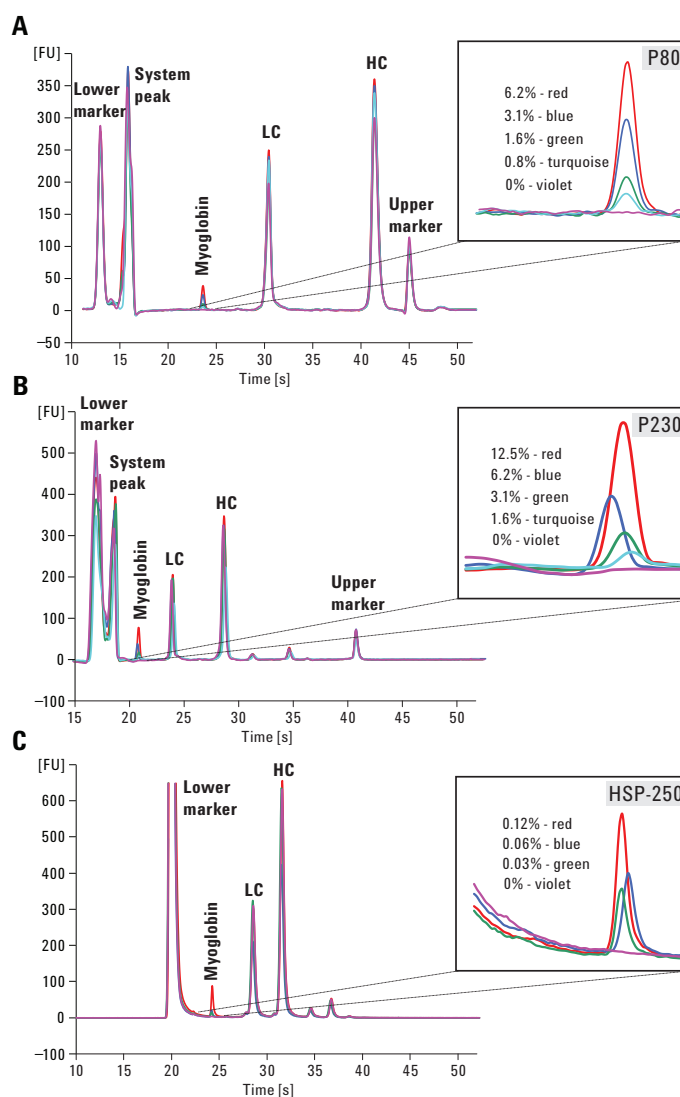 A
[FU]
350
300
250
200
150
100
50
0
–50
10 15 20 25 30 35 40 45 50
Time [s]
Lower marker
System peak
Myoglobin
LC
HC
Upper marker
P80
6.2% - red
3.1% - blue
1.6% - green
0.8% - turquoise
0% - violet
B
[FU]
500
400
300
200
100
0
–100
15 20 25 30 35 40 45 50
Time [s]
Lower marker
System peak
Myoglobin
LC
HC
Upper marker
P230
12.5% - red
6.2% - blue
3.1% - green
1.6% - turquoise
0% - violet
C
[FU]
600
500
400
300
200
100
0
–100
10 15 20 25 30 35 40 45 50
Time [s]
Lower marker
Myoglobin
LC
HC
HSP-250
0.12% - red
0.06% - blue
0.03% - green
0% - violet